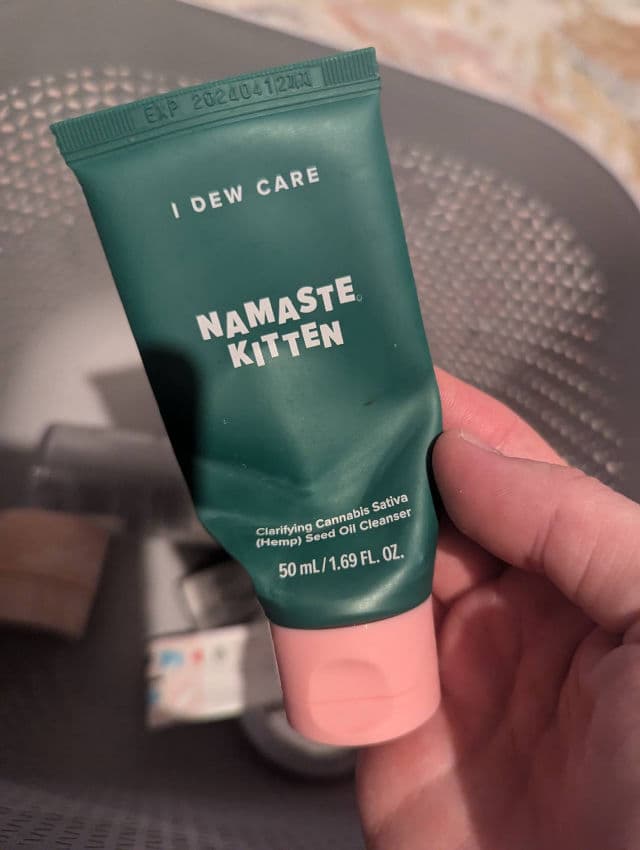 EXP 20240412
I DEW CARE
NAMASTE
KITTEN
Clarifying Cannabis Sativa
(Hemp) Seed Oil Cleanser
50 mL/1.69 FL. OZ.